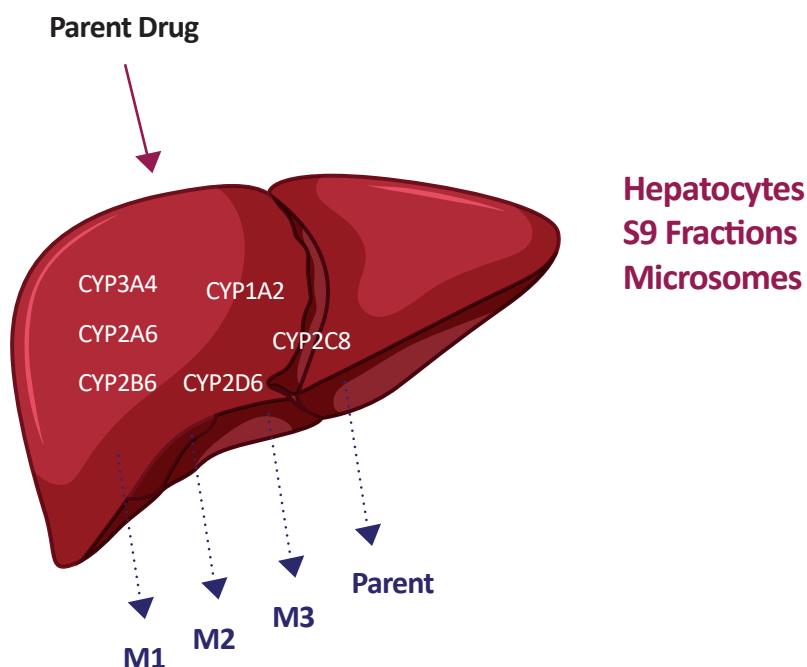 Parent Drug
Hepatocytes
S9 Fractions
Microsomes
CYP3A4
CYP1A2
CYP2A6
CYP2C8
CYP2B6
CYP2D6
Parent
M3
M2
M1